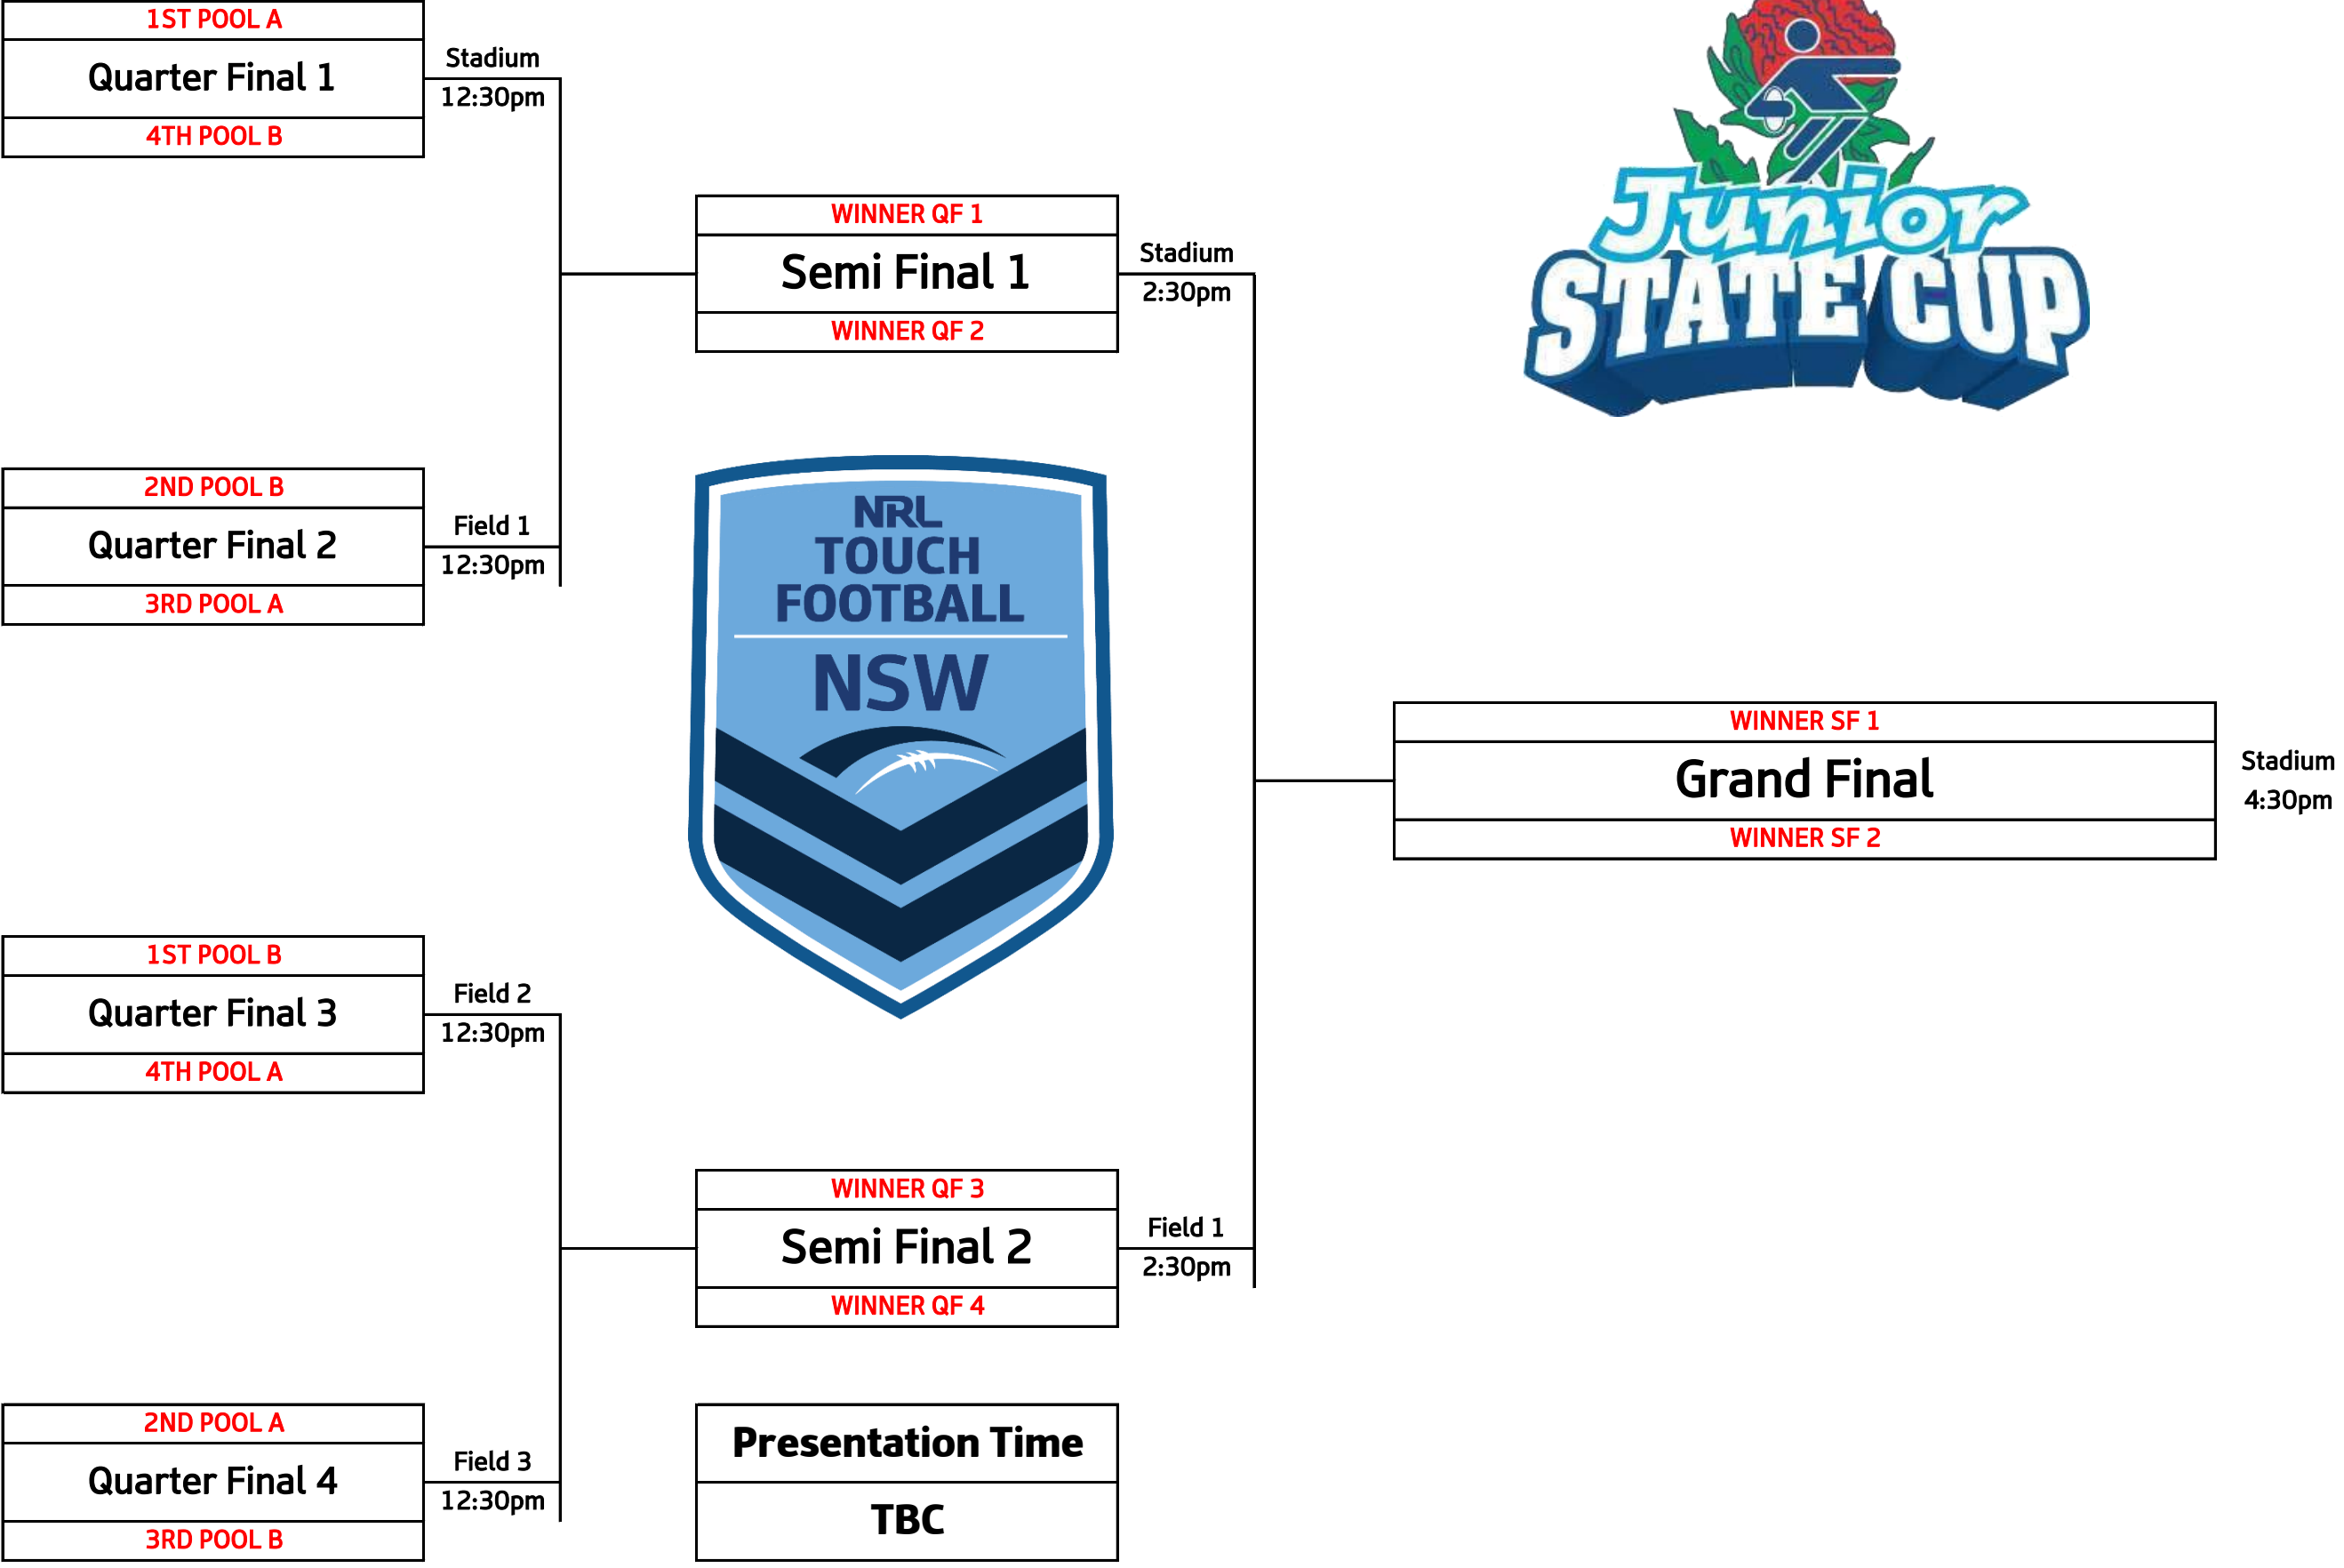 1ST POOL A
Quarter Final 1
4TH POOL B
Stadium
12:30pm
WINNER QF 1
Semi Final 1
WINNER QF 2
Stadium
2:30pm
Junior
STATE CUP
2ND POOL B
Quarter Final 2
3RD POOL A
Field 1
12:30pm
NRL
TOUCH
FOOTBALL
NSW
WINNER SF 1
Grand Final
WINNER SF 2
Stadium
4:30pm
1ST POOL B
Quarter Final 3
4TH POOL A
Field 2
12:30pm
WINNER QF 3
Semi Final 2
WINNER QF 4
Field 1
2:30pm
2ND POOL A
Quarter Final 4
3RD POOL B
Field 3
12:30pm
Presentation Time
TBC